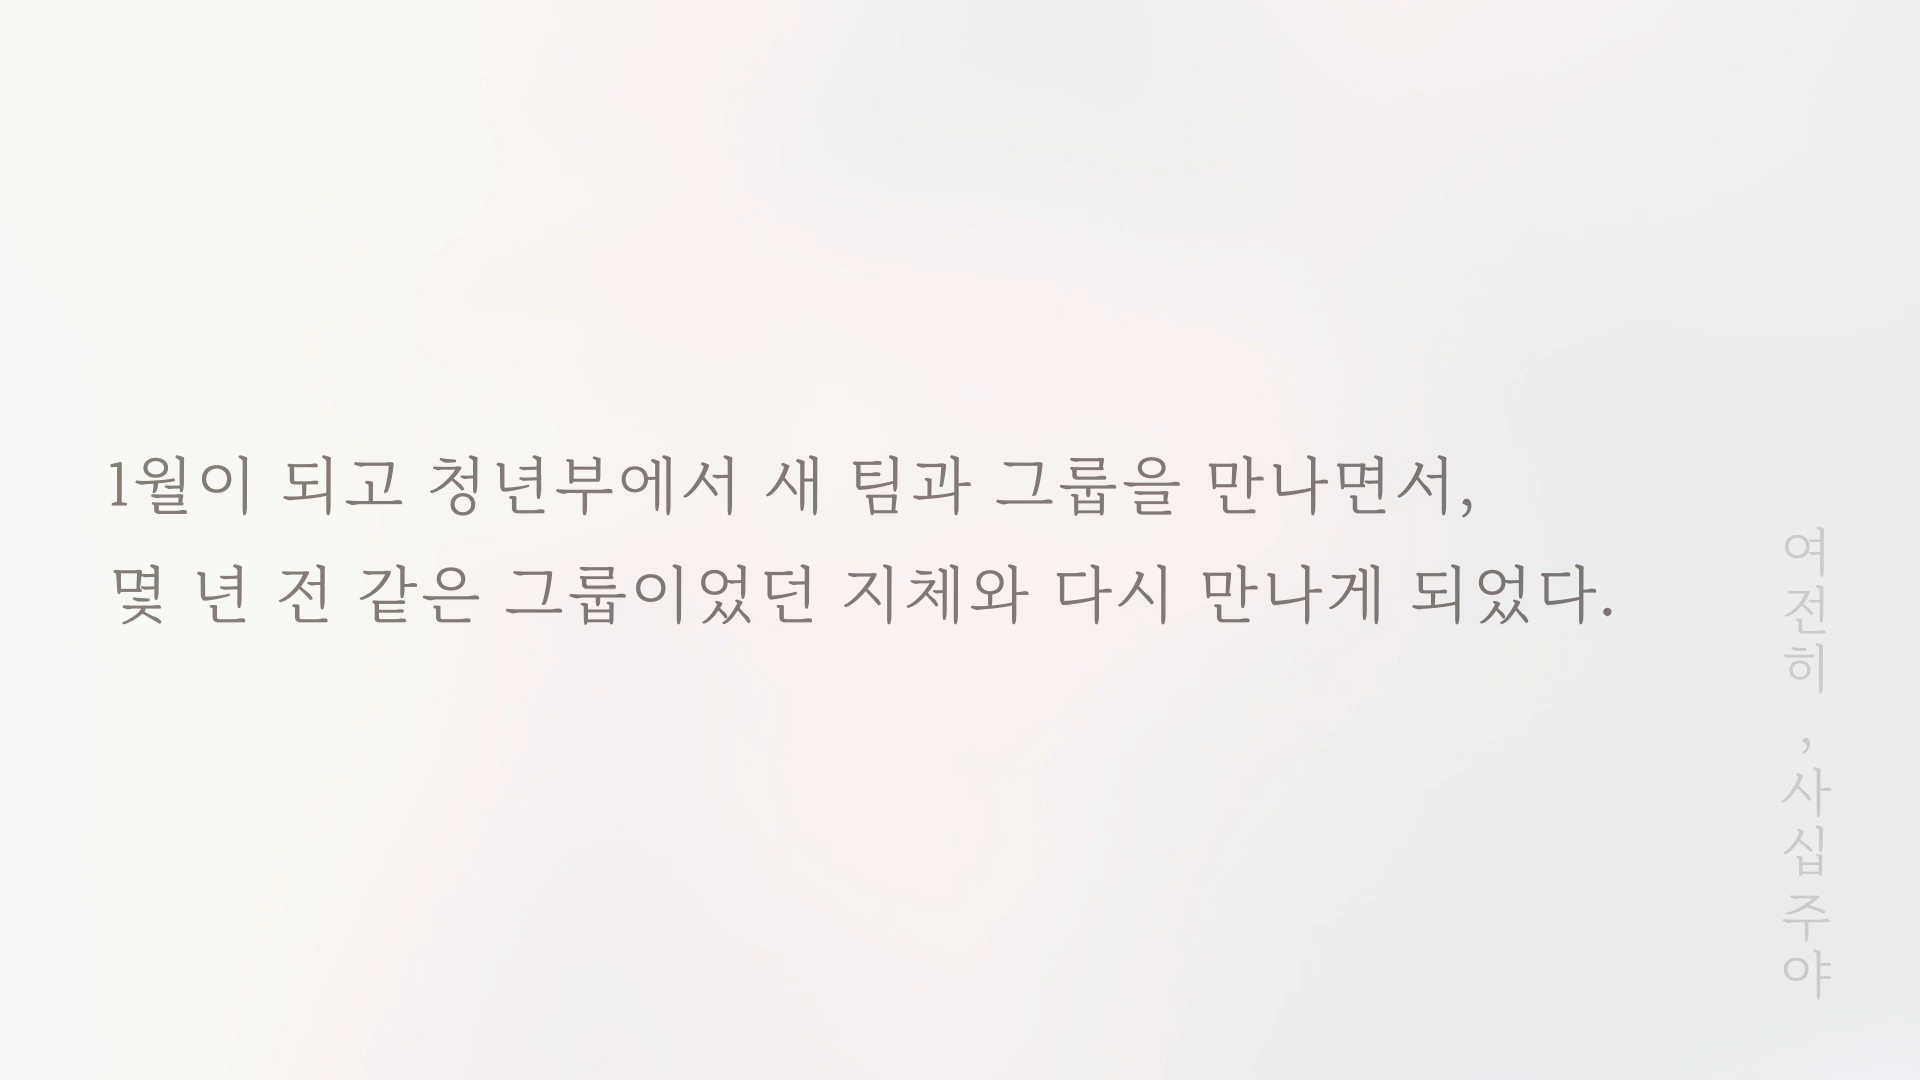 1월이 되고 청년부에서 새 팀과 그룹을 만나면서,
몇 년 전 같은 그룹이었던 지체와 다시 만나게 되었다.
여전히, 사십주야